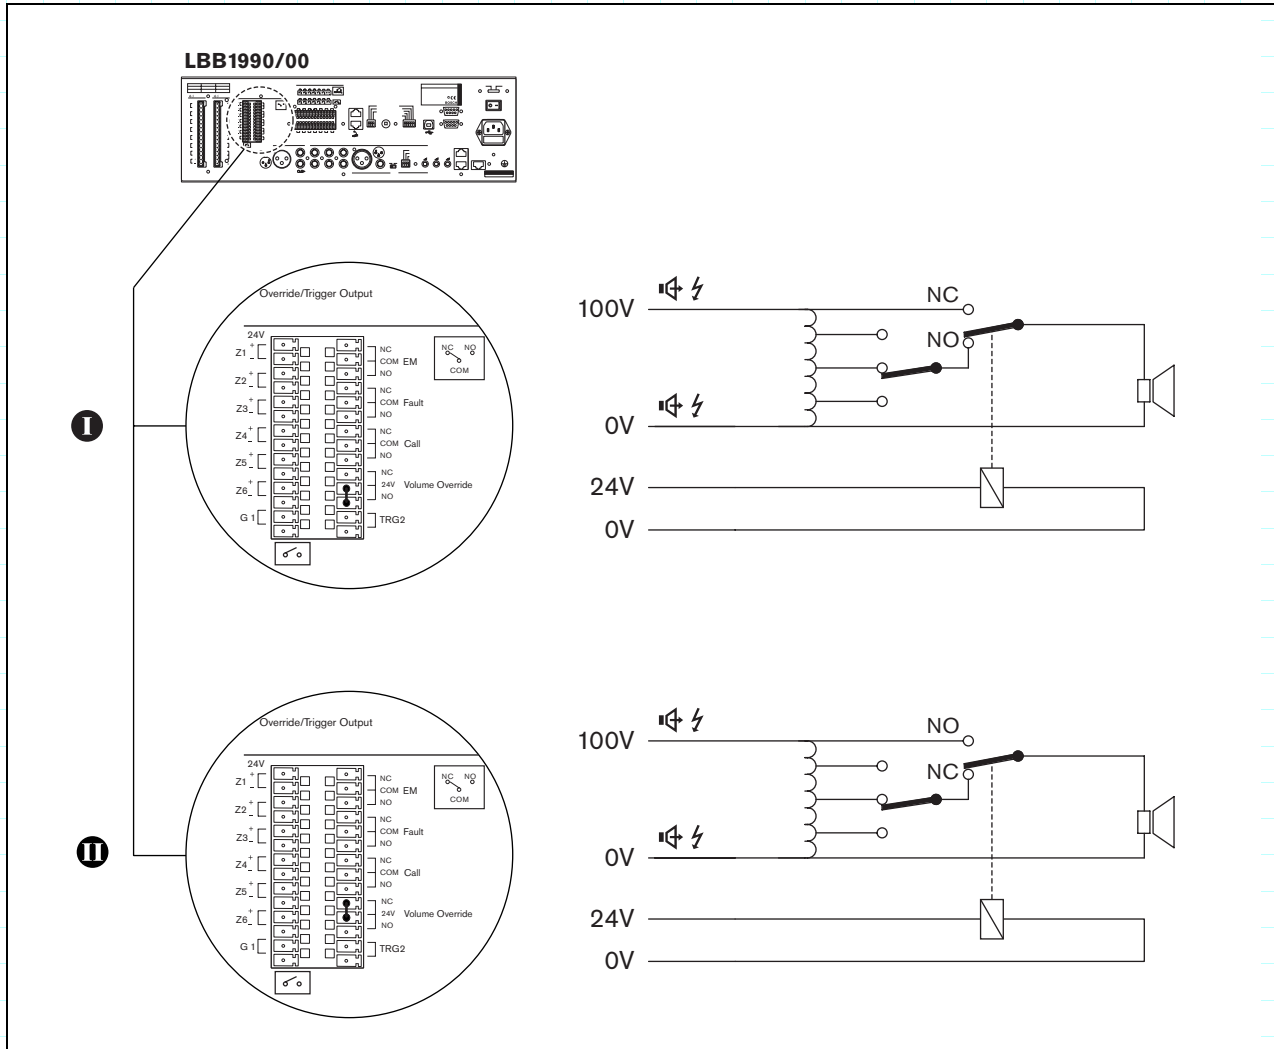 LBB1990/00
BOSCH
I
Override/Trigger Output
24V
Z1 + -
Z2 + -
Z3 + -
Z4 + -
Z5 + -
Z6 + -
G 1
NC
COM EM
NO
NC
COM Fault
NO
NC
COM Call
NO
NC
24V Volume Override
NO
TRG2
NC NO
COM
100V
NC
NO
0V
24V
0V
II
Override/Trigger Output
24V
Z1 + -
Z2 + -
Z3 + -
Z4 + -
Z5 + -
Z6 + -
G 1
NC
COM EM
NO
NC
COM Fault
NO
NC
COM Call
NO
NC
24V Volume Override
NO
TRG2
NC NO
COM
100V
NO
NC
0V
24V
0V